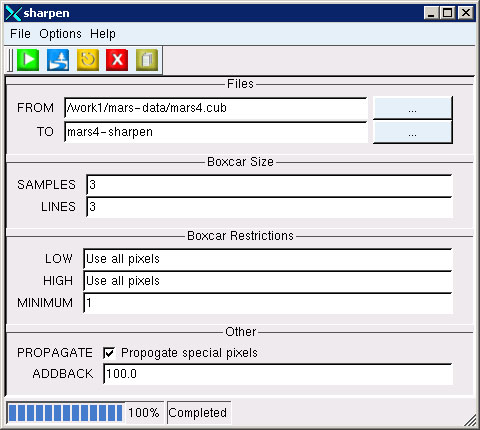 sharpen
File Options Help
Files
FROM /work1/mars-data/mars4.cub ...
TO mars4-sharpen ...
Boxcar Size
SAMPLES 3
LINES 3
Boxcar Restrictions
LOW Use all pixels
HIGH Use all pixels
MINIMUM 1
Other
PROPAGATE Propogate special pixels
ADDBACK 100.0
100% Completed